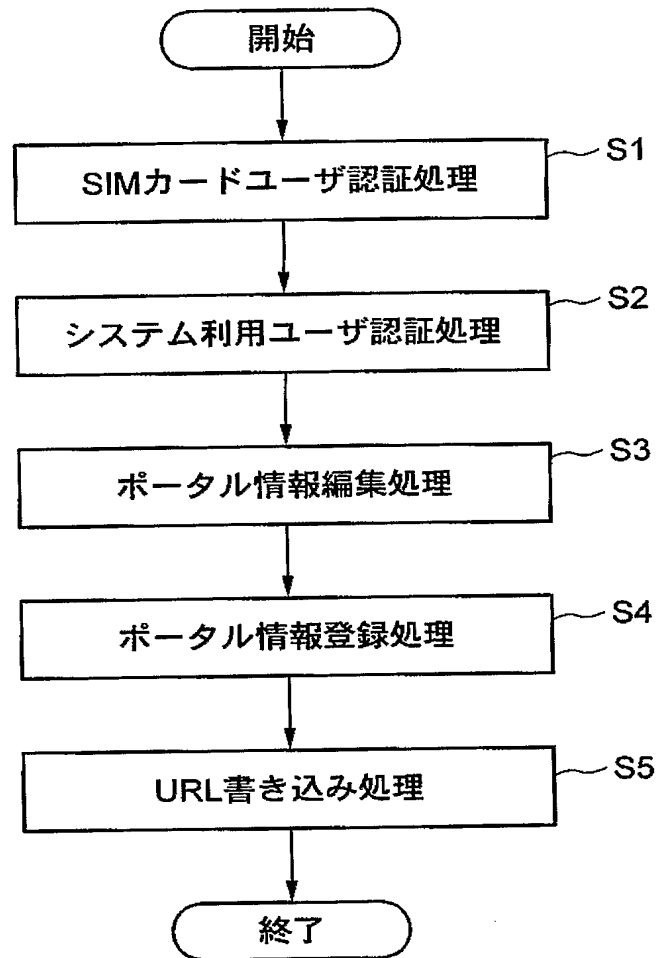 開始
SIMカードユーザ認証処理
S1
システム利用ユーザ認証処理
S2
ポータル情報編集処理
S3
ポータル情報登録処理
S4
URL書き込み処理
S5
終了